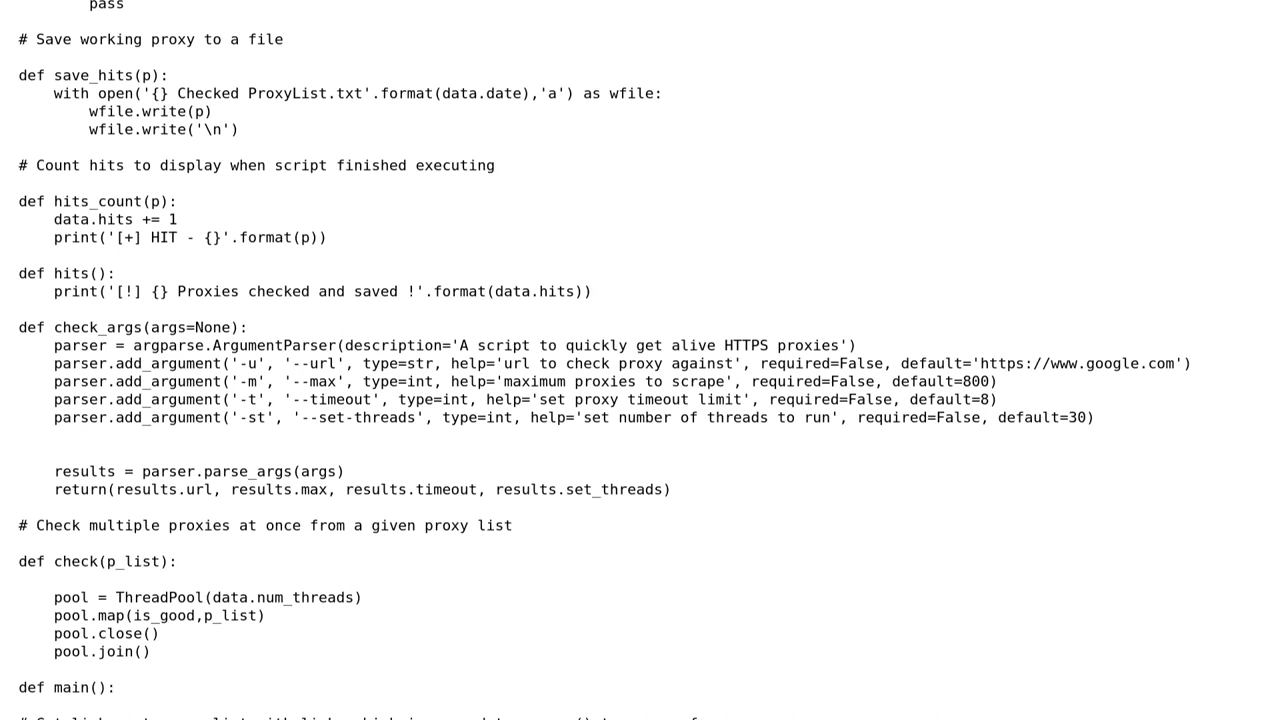 pass

# Save working proxy to a file

def save_hits(p):
    with open('{} Checked ProxyList.txt'.format(data.date),'a') as wfile:
        wfile.write(p)
        wfile.write('\n')

# Count hits to display when script finished executing

def hits_count(p):
    data.hits += 1
    print('[+] HIT - {}'.format(p))

def hits():
    print('[!] {} Proxies checked and saved !'.format(data.hits))

def check_args(args=None):
    parser = argparse.ArgumentParser(description='A script to quickly get alive HTTPS proxies')
    parser.add_argument('-u', '--url', type=str, help='url to check proxy against', required=False, default='https://www.google.com')
    parser.add_argument('-m', '--max', type=int, help='maximum proxies to scrape', required=False, default=800)
    parser.add_argument('-t', '--timeout', type=int, help='set proxy timeout limit', required=False, default=8)
    parser.add_argument('-st', '--set-threads', type=int, help='set number of threads to run', required=False, default=30)


    results = parser.parse_args(args)
    return(results.url, results.max, results.timeout, results.set_threads)

# Check multiple proxies at once from a given proxy list

def check(p_list):

    pool = ThreadPool(data.num_threads)
    pool.map(is_good,p_list)
    pool.close()
    pool.join()

def main():